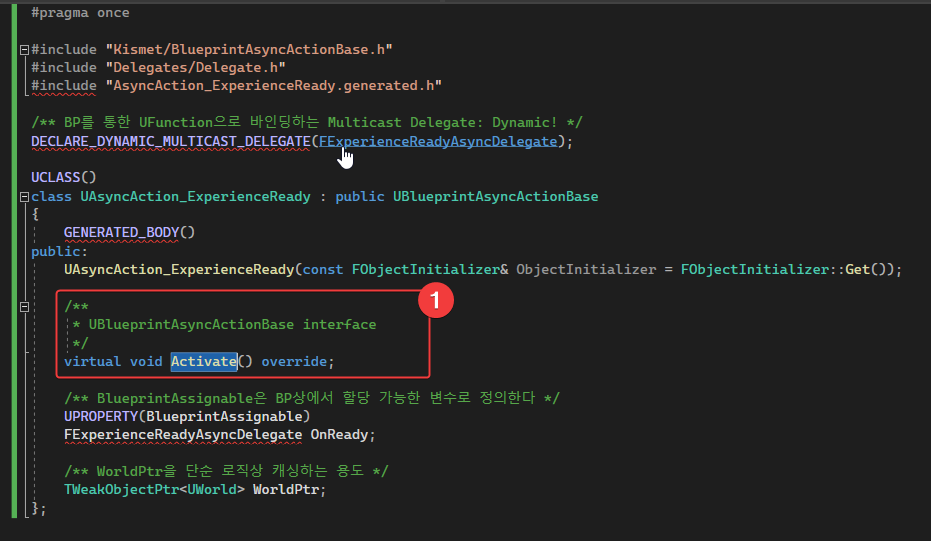 #pragma once
#include "Kismet/BlueprintAsyncActionBase.h"
#include "Delegates/Delegate.h"
#include "AsyncAction_ExperienceReady.generated.h"
/** BP를 통한 UFunction으로 바인딩하는 Multicast Delegate: Dynamic! */
DECLARE_DYNAMIC_MULTICAST_DELEGATE(FExperienceReadyAsyncDelegate);
UCLASS()
class UAsyncAction_ExperienceReady : public UBlueprintAsyncActionBase
{
GENERATED_BODY()
public:
UAsyncAction_ExperienceReady(const FObjectInitializer& ObjectInitializer = FObjectInitializer::Get());
1
/**
* UBlueprintAsyncActionBase interface
*/
virtual void Activate() override;
/** BlueprintAssignable은 BP상에서 할당 가능한 변수로 정의한다 */
UPROPERTY(BlueprintAssignable)
FExperienceReadyAsyncDelegate OnReady;
/** WorldPtr을 단순 로직상 캐싱하는 용도 */
TWeakObjectPtr<UWorld> WorldPtr;
};